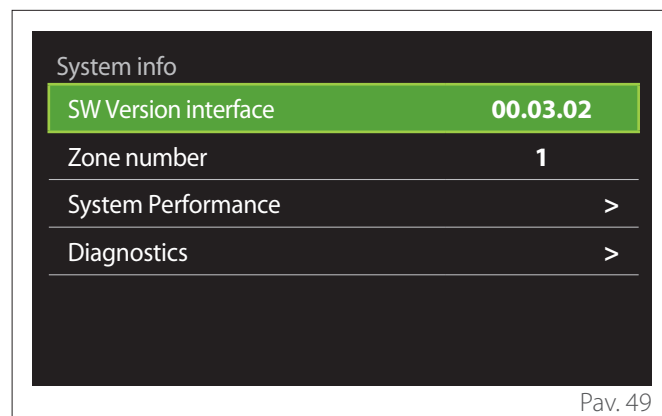 System info
SW Version interface 00.03.02
Zone number 1
System Performance >
Diagnostics >
Pav. 49